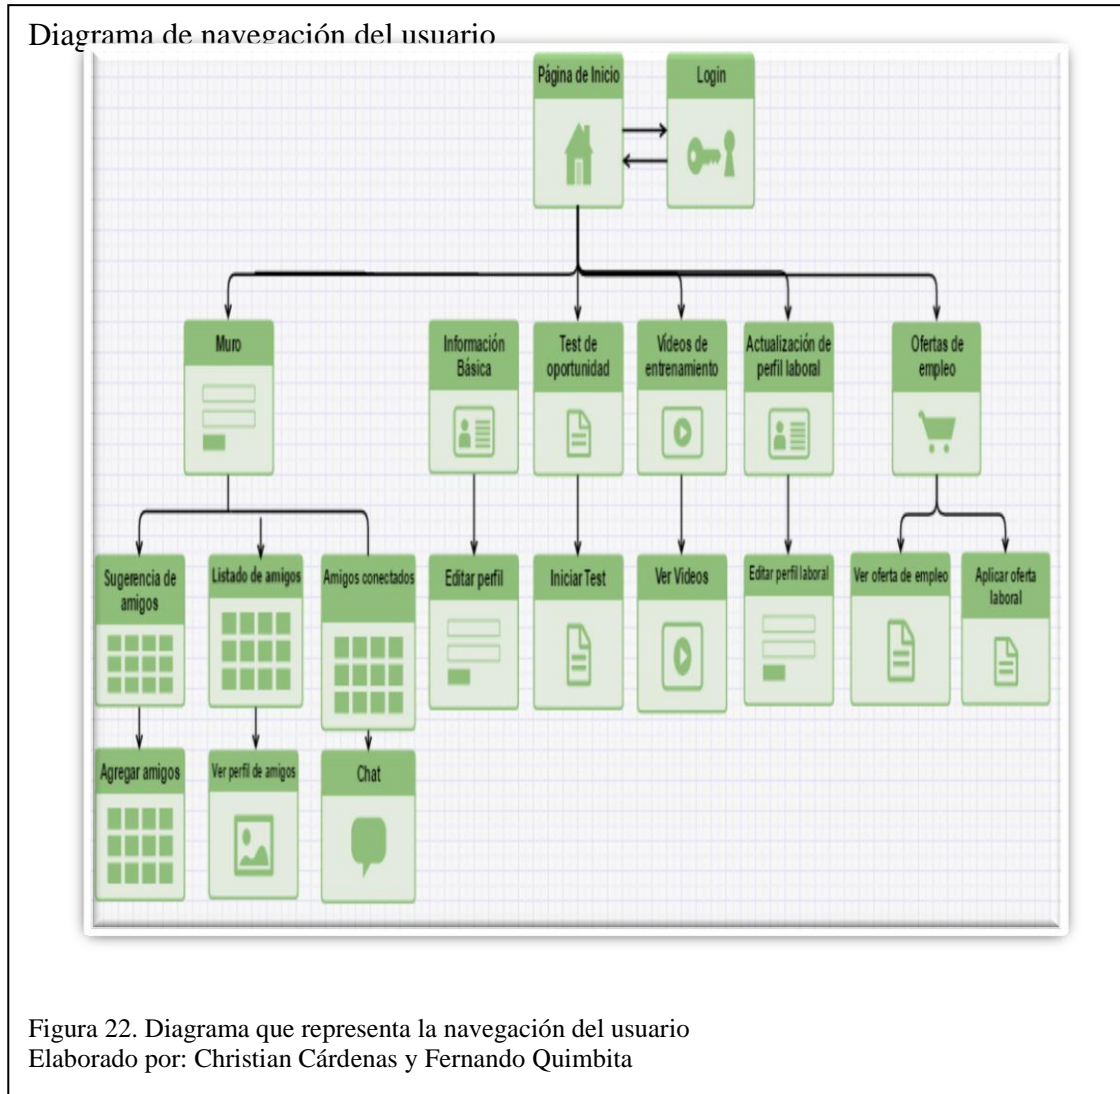 Diagrama de navegación del usuario
Página de Inicio
Login
Muro
Información
Básica
Test de
oportunidad
Vídeos de
entrenamiento
Actualización de
perfil laboral
Ofertas de
empleo
Sugerencia de
amigos
Listado de amigos
Amigos conectados
Editar perfil
Iniciar Test
Ver Videos
Editar perfil laboral
Ver oferta de empleo
Aplicar oferta
laboral
Agregar amigos
Ver perfil de amigos
Chat
Figura 22. Diagrama que representa la navegación del usuario
Elaborado por: Christian Cárdenas y Fernando Quimbita